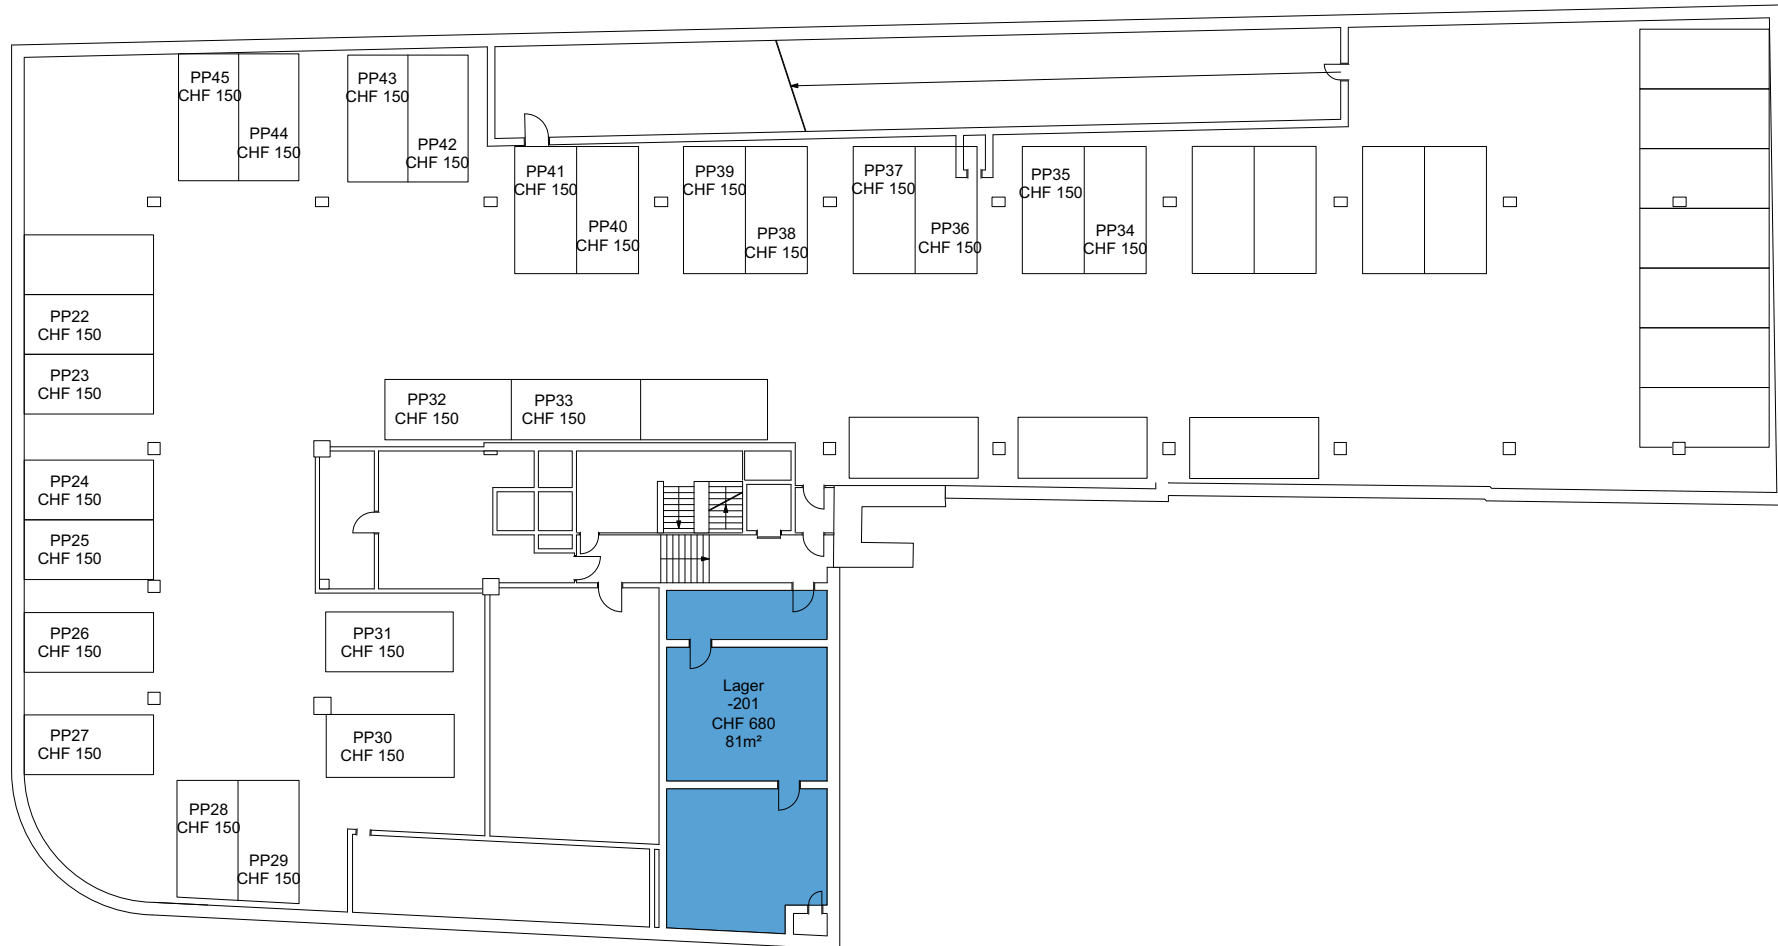 PP45
CHF 150
PP44
CHF 150
PP43
CHF 150
PP42
CHF 150
PP41
CHF 150
PP40
CHF 150
PP39
CHF 150
PP38
CHF 150
PP37
CHF 150
PP36
CHF 150
PP35
CHF 150
PP34
CHF 150
PP22
CHF 150
PP23
CHF 150
PP32
CHF 150
PP33
CHF 150
PP24
CHF 150
PP25
CHF 150
PP26
CHF 150
PP31
CHF 150
PP27
CHF 150
PP30
CHF 150
Lager
-201
CHF 680
81m²
PP28
CHF 150
PP29
CHF 150